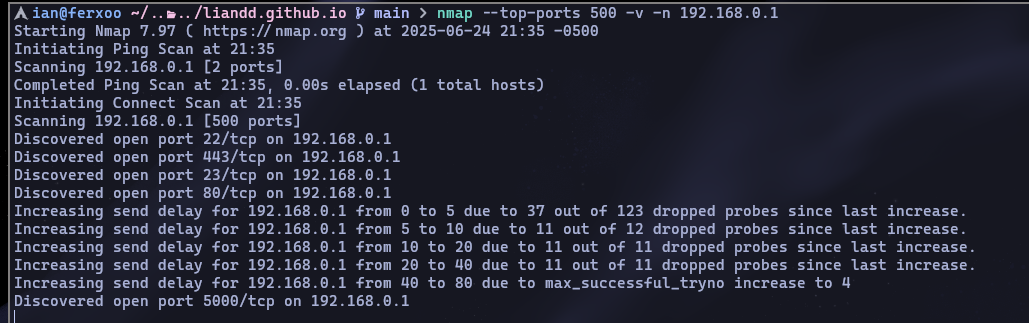 ian@ferxoo ~/../../liandd.github.io main > nmap --top-ports 500 -v -n 192.168.0.1
Starting Nmap 7.97 ( https://nmap.org ) at 2025-06-24 21:35 -0500
Initiating Ping Scan at 21:35
Scanning 192.168.0.1 [2 ports]
Completed Ping Scan at 21:35, 0.00s elapsed (1 total hosts)
Initiating Connect Scan at 21:35
Scanning 192.168.0.1 [500 ports]
Discovered open port 22/tcp on 192.168.0.1
Discovered open port 443/tcp on 192.168.0.1
Discovered open port 23/tcp on 192.168.0.1
Discovered open port 80/tcp on 192.168.0.1
Increasing send delay for 192.168.0.1 from 0 to 5 due to 37 out of 123 dropped probes since last increase.
Increasing send delay for 192.168.0.1 from 5 to 10 due to 11 out of 12 dropped probes since last increase.
Increasing send delay for 192.168.0.1 from 10 to 20 due to 11 out of 11 dropped probes since last increase.
Increasing send delay for 192.168.0.1 from 20 to 40 due to 11 out of 11 dropped probes since last increase.
Increasing send delay for 192.168.0.1 from 40 to 80 due to max_successful_tryno increase to 4
Discovered open port 5000/tcp on 192.168.0.1